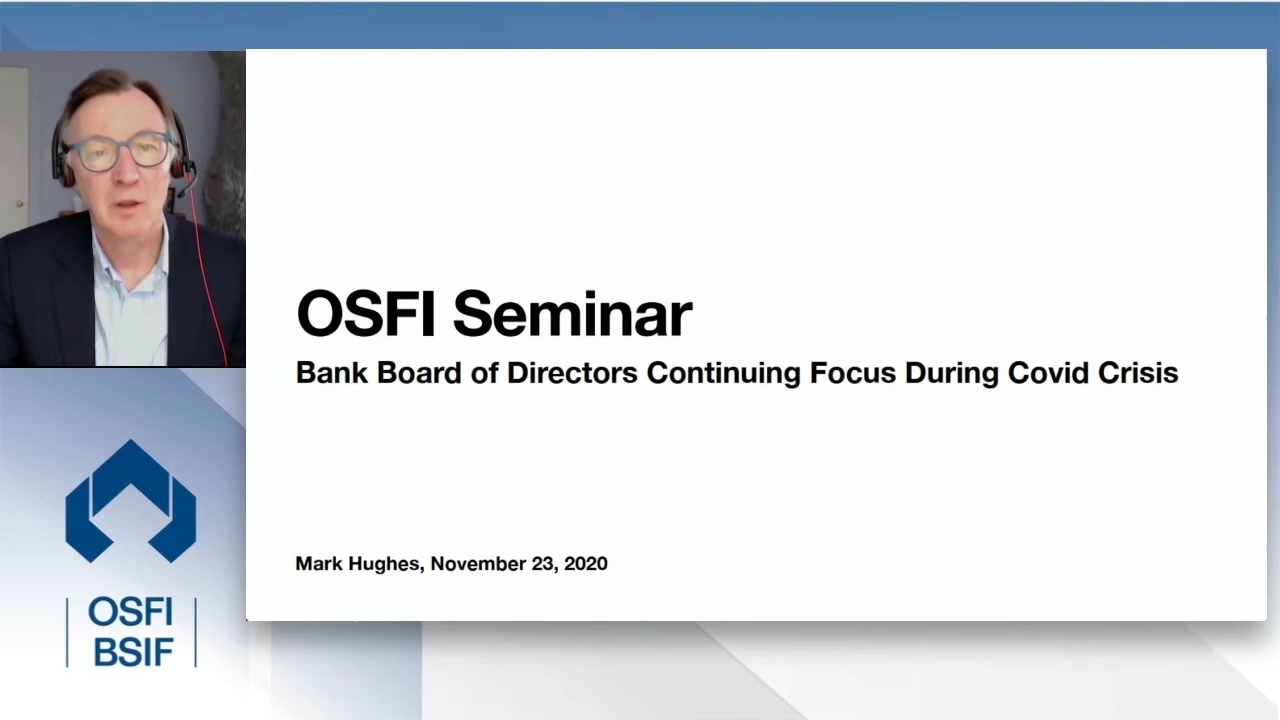 OSFI Seminar
Bank Board of Directors Continuing Focus During Covid Crisis
Mark Hughes, November 23, 2020
OSFI
BSIF